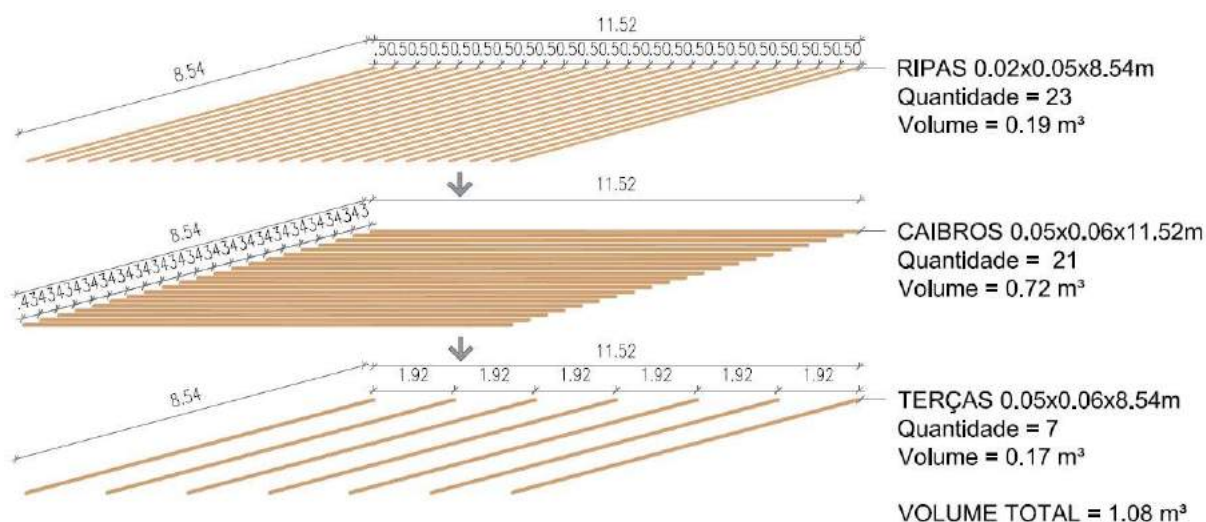 11.52
.50.50.50.50.50.50.50.50.50.50.50.50.50.50.50.50.50.50.50.50.50.50.50
8.54
RIPAS 0.02x0.05x8.54m
Quantidade = 23
Volume = 0.19 m³
11.52
8.54
.43434343434343434343434343434343434343
CAIBROS 0.05x0.06x11.52m
Quantidade = 21
Volume = 0.72 m³
11.52
1.92 1.92 1.92 1.92 1.92 1.92
8.54
TERÇAS 0.05x0.06x8.54m
Quantidade = 7
Volume = 0.17 m³
VOLUME TOTAL = 1.08 m³